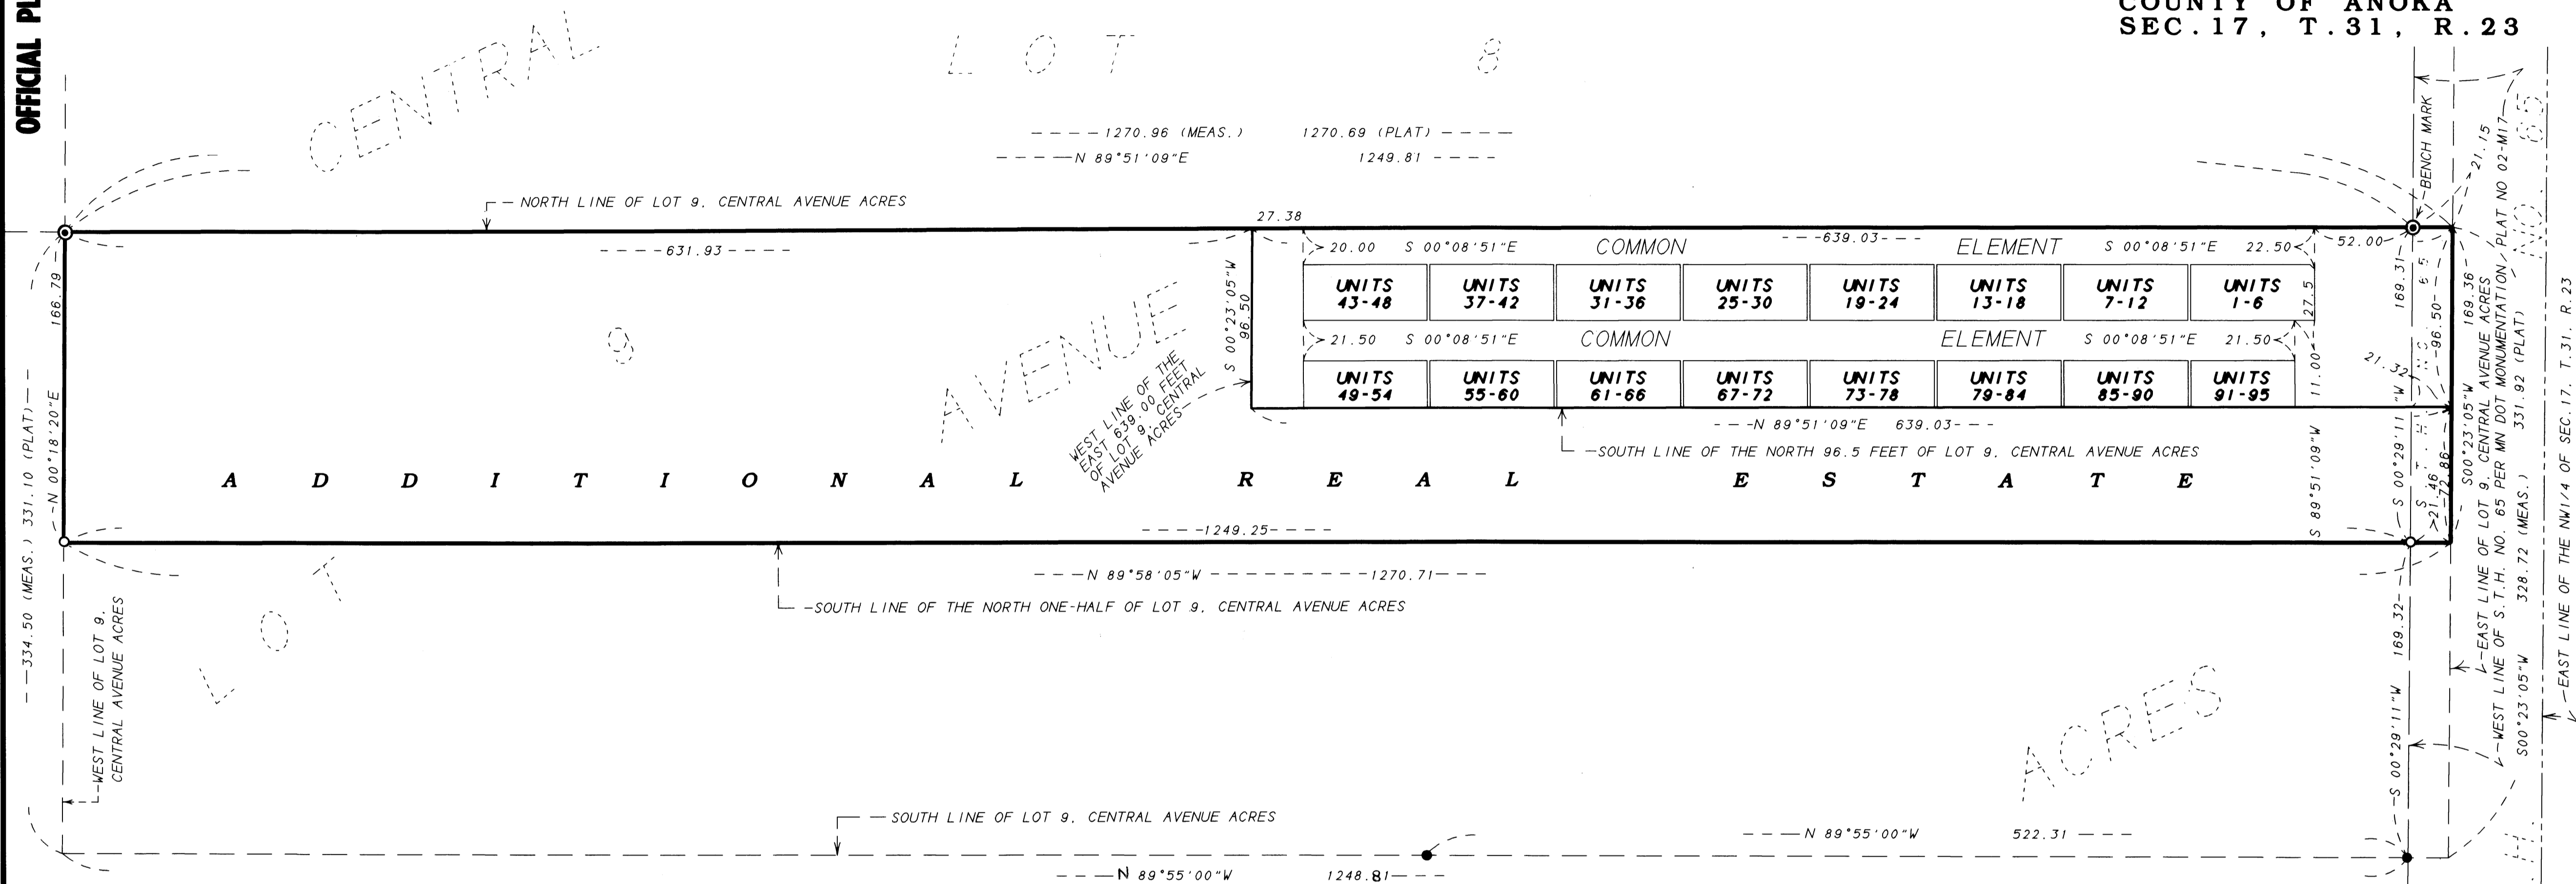 OFFICIAL PL
COUNTY OF ANOKA
SEC.17, T.31, R.23
CENTRAL
LOT 8
1270.96 (MEAS.) 1270.69 (PLAT)
N 89°51'09"E 1249.81
NORTH LINE OF LOT 9, CENTRAL AVENUE ACRES
631.93
27.38
20.00 S 00°08'51"E COMMON 639.03 ELEMENT S 00°08'51"E 22.50 52.00
UNITS 43-48
UNITS 37-42
UNITS 31-36
UNITS 25-30
UNITS 19-24
UNITS 13-18
UNITS 7-12
UNITS 1-6
27.5
21.50 S 00°08'51"E COMMON ELEMENT S 00°08'51"E 21.50
UNITS 49-54
UNITS 55-60
UNITS 61-66
UNITS 67-72
UNITS 73-78
UNITS 79-84
UNITS 85-90
UNITS 91-95
11.00
S 89°51'09"W
S 00°23'05"W
96.50
9
AVENUE
WEST LINE OF THE
EAST 639.00 FEET
OF LOT 9, CENTRAL
AVENUE ACRES
N 89°51'09"E 639.03
SOUTH LINE OF THE NORTH 96.5 FEET OF LOT 9, CENTRAL AVENUE ACRES
ADDITIONAL REAL ESTATE
1249.25
N 89°58'05"W 1270.71
SOUTH LINE OF THE NORTH ONE-HALF OF LOT 9, CENTRAL AVENUE ACRES
166.79
N 00°18'20"E
334.50 (MEAS.) 331.10 (PLAT)
WEST LINE OF LOT 9,
CENTRAL AVENUE ACRES
LOT
ACRES
SOUTH LINE OF LOT 9, CENTRAL AVENUE ACRES
N 89°55'00"W 522.31
N 89°55'00"W 1248.81
BENCH MARK
21.15
169.31
S 00°29'11"W
96.50
21.32
21.46
72.86
169.36
S00°23'05"W
169.32
S 00°29'11"W
EAST LINE OF LOT 9, CENTRAL AVENUE ACRES
WEST LINE OF S.T.H. NO. 65 PER MN DOT MONUMENTATION PLAT NO 02-M17
S00°23'05"W 328.72 (MEAS.) 331.92 (PLAT)
NO. 65
EAST LINE OF THE NW1/4 OF SEC.17, T.31, R.23